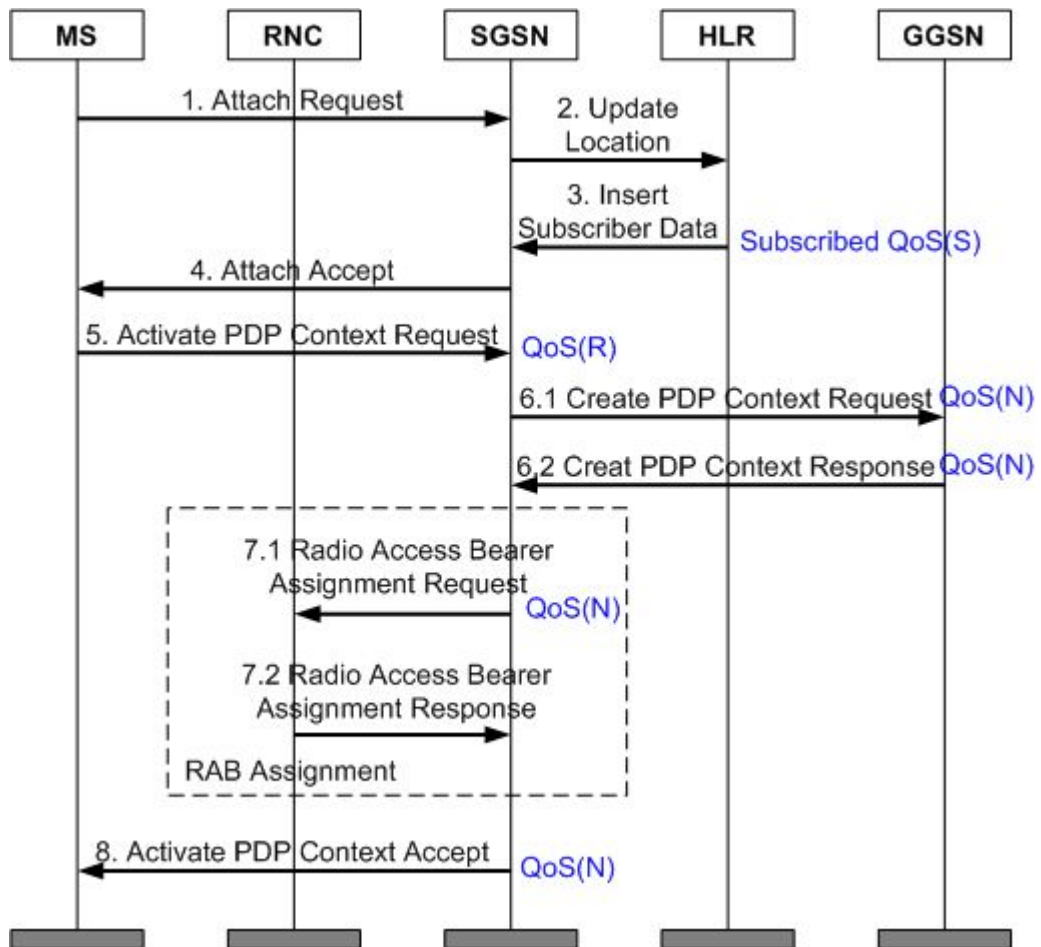 MS
RNC
SGSN
HLR
GGSN
1. Attach Request
2. Update
Location
3. Insert
Subscriber Data
Subscribed QoS(S)
4. Attach Accept
5. Activate PDP Context Request
QoS(R)
6.1 Create PDP Context Request
QoS(N)
6.2 Creat PDP Context Response
QoS(N)
7.1 Radio Access Bearer
Assignment Request
QoS(N)
7.2 Radio Access Bearer
Assignment Response
RAB Assignment
8. Activate PDP Context Accept
QoS(N)